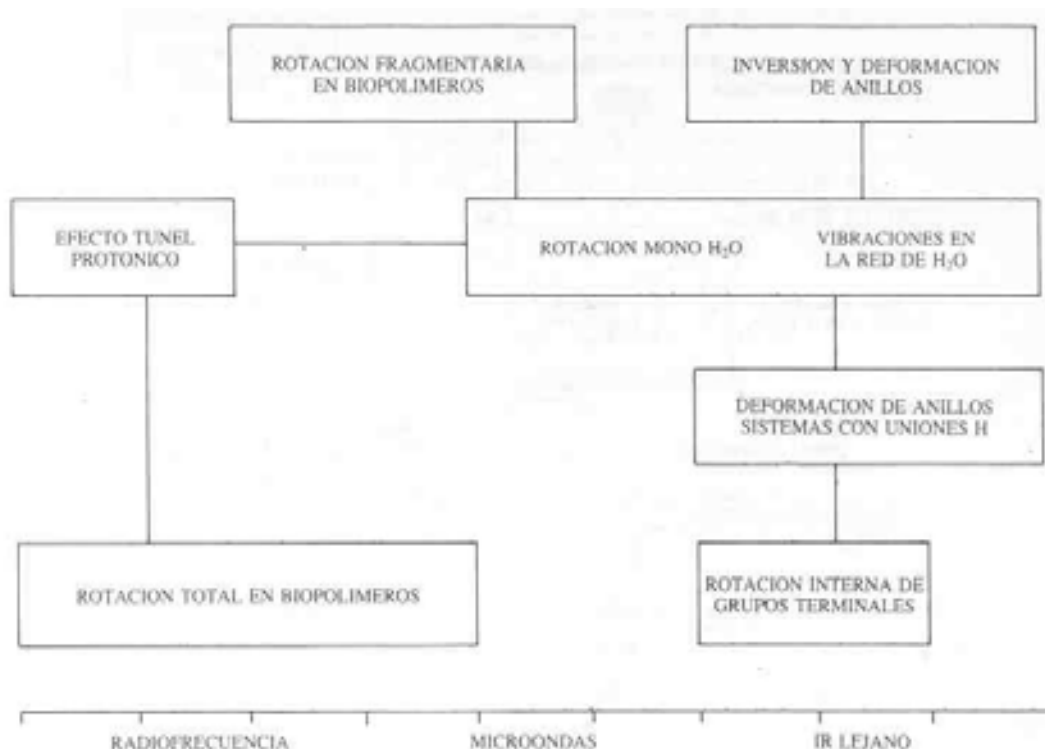 ROTACION FRAGMENTARIA
EN BIOPOLIMEROS
INVERSION Y DEFORMACION
DE ANILLOS
EFECTO TUNEL
PROTONICO
ROTACION MONO H₂O
VIBRACIONES EN
LA RED DE H₂O
DEFORMACION DE ANILLOS
SISTEMAS CON UNIONES H
ROTACION TOTAL EN BIOPOLIMEROS
ROTACION INTERNA DE
GRUPOS TERMINALES
RADIOFRECUENCIA
MICROONDAS
IR LEJANO